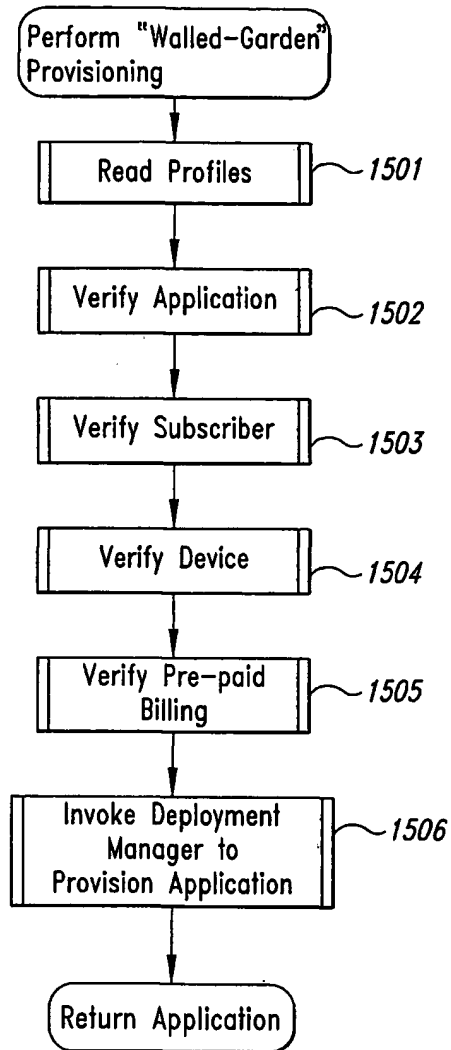 Perform "Walled-Garden"
Provisioning
Read Profiles
1501
Verify Application
1502
Verify Subscriber
1503
Verify Device
1504
Verify Pre-paid
Billing
1505
Invoke Deployment
Manager to
Provision Application
1506
Return Application